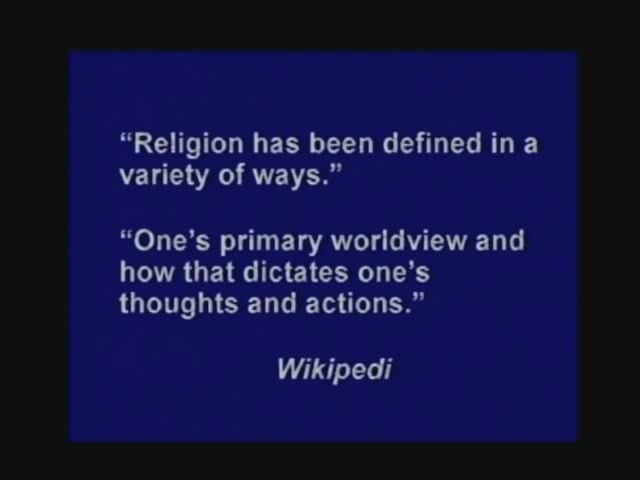 “Religion has been defined in a
variety of ways.”
“One’s primary worldview and
how that dictates one’s
thoughts and actions.”
Wikipedi